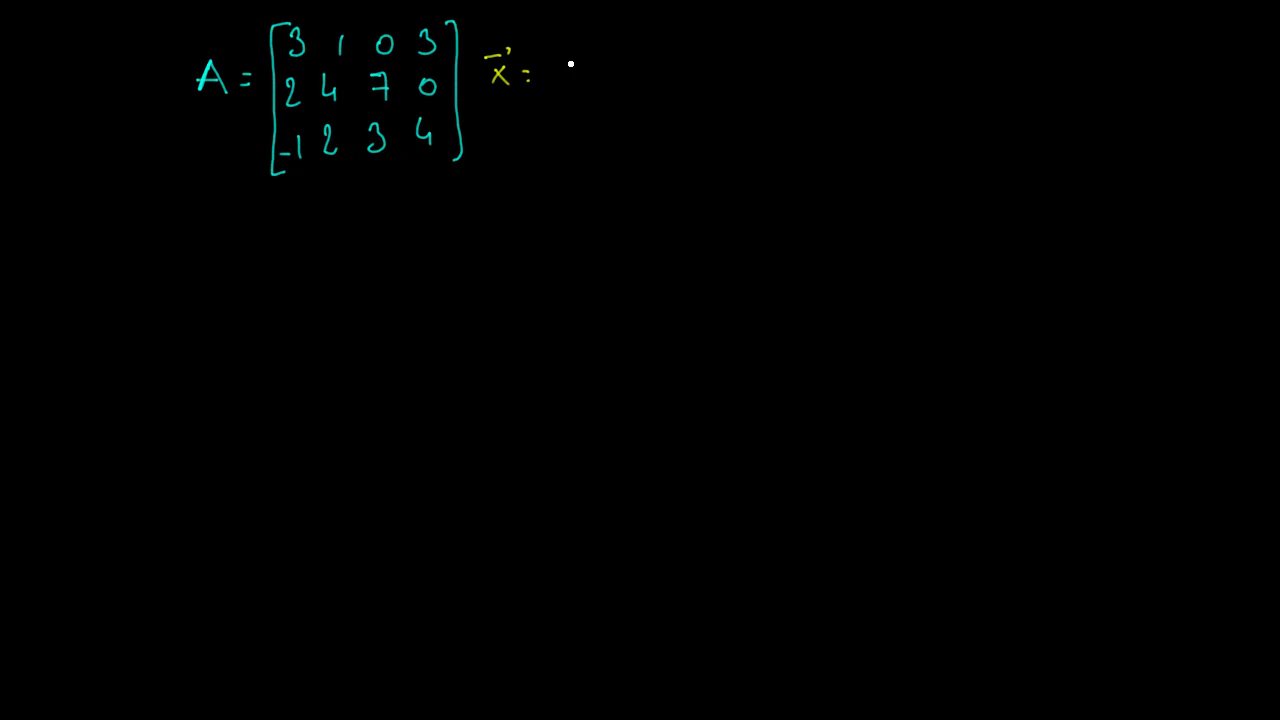 A = [3 1 0 3
2 4 7 0
-1 2 3 4] x⃗ =